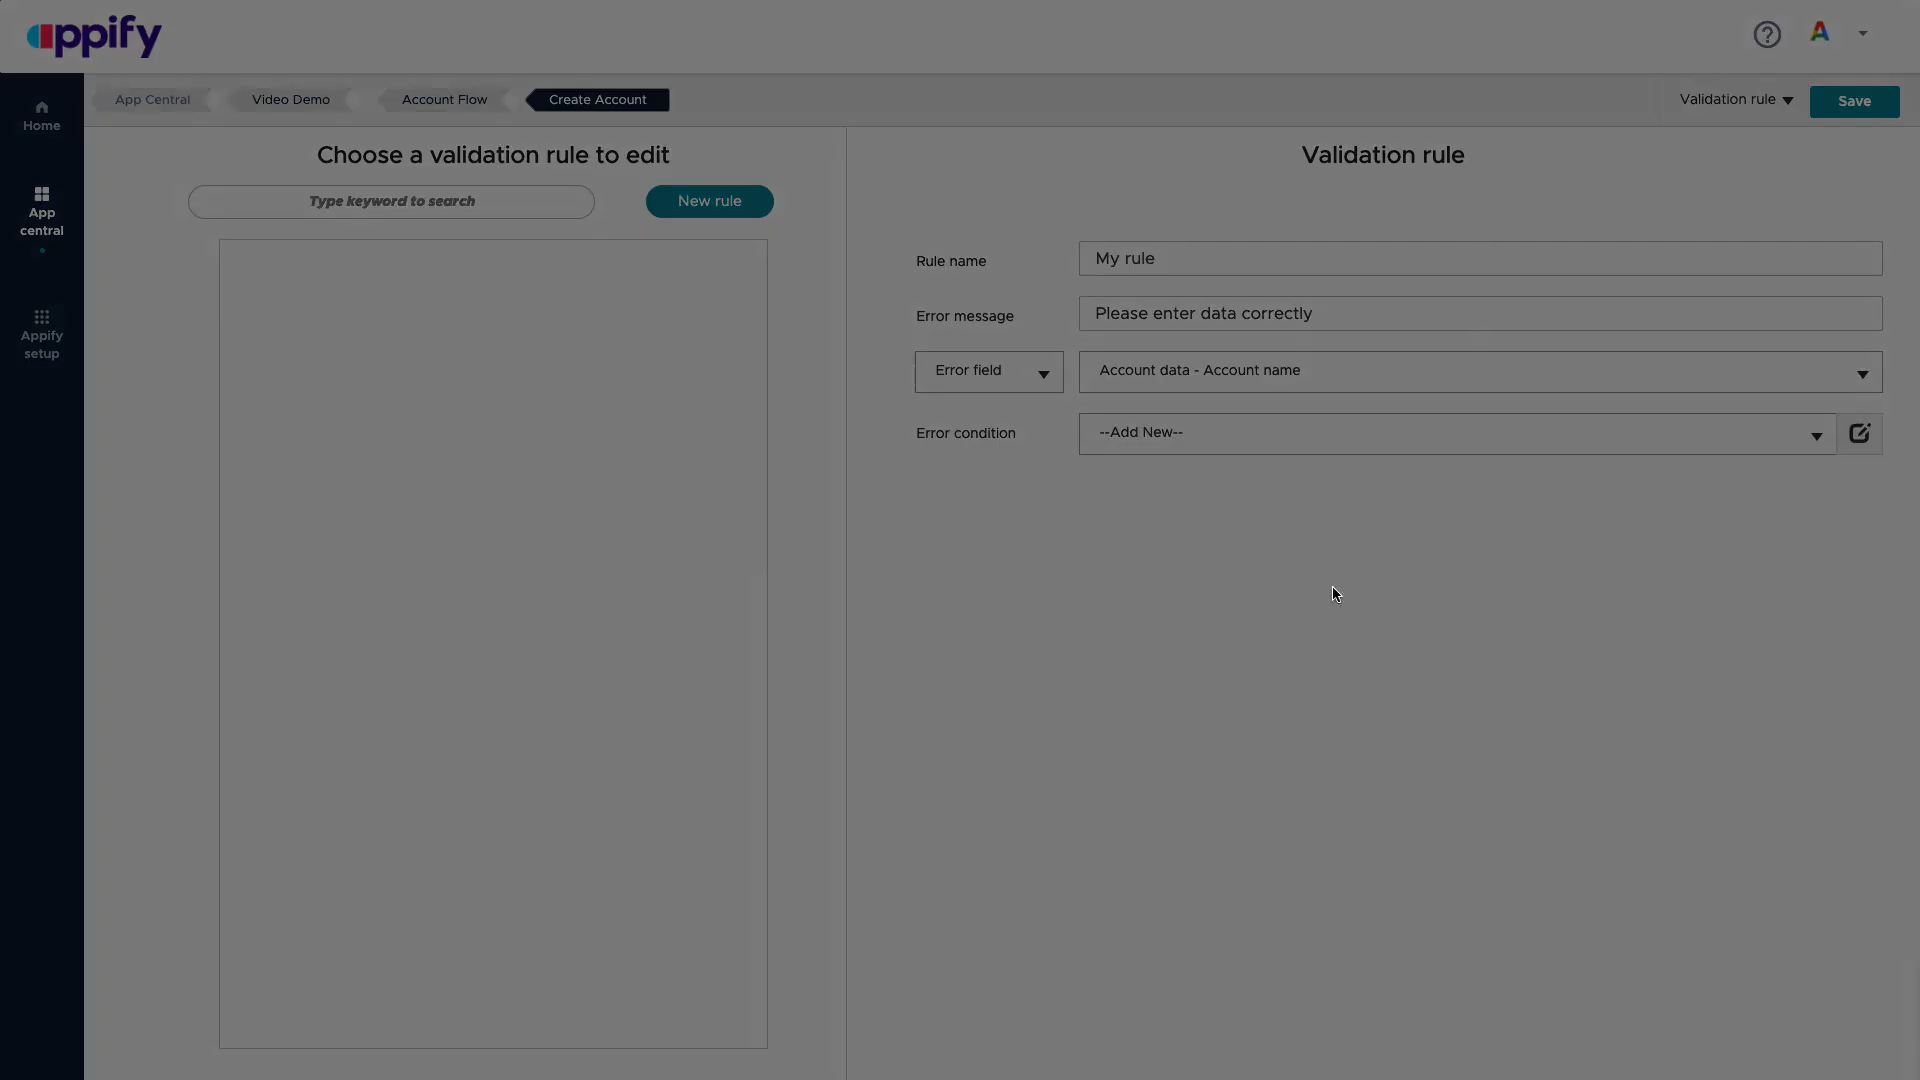 appify
A
App Central
Video Demo
Account Flow
Create Account
Validation rule
Save
Home
App
central
Appify
setup
Choose a validation rule to edit
Type keyword to search
New rule
Validation rule
Rule name
My rule
Error message
Please enter data correctly
Error field
Account data - Account name
Error condition
--Add New--